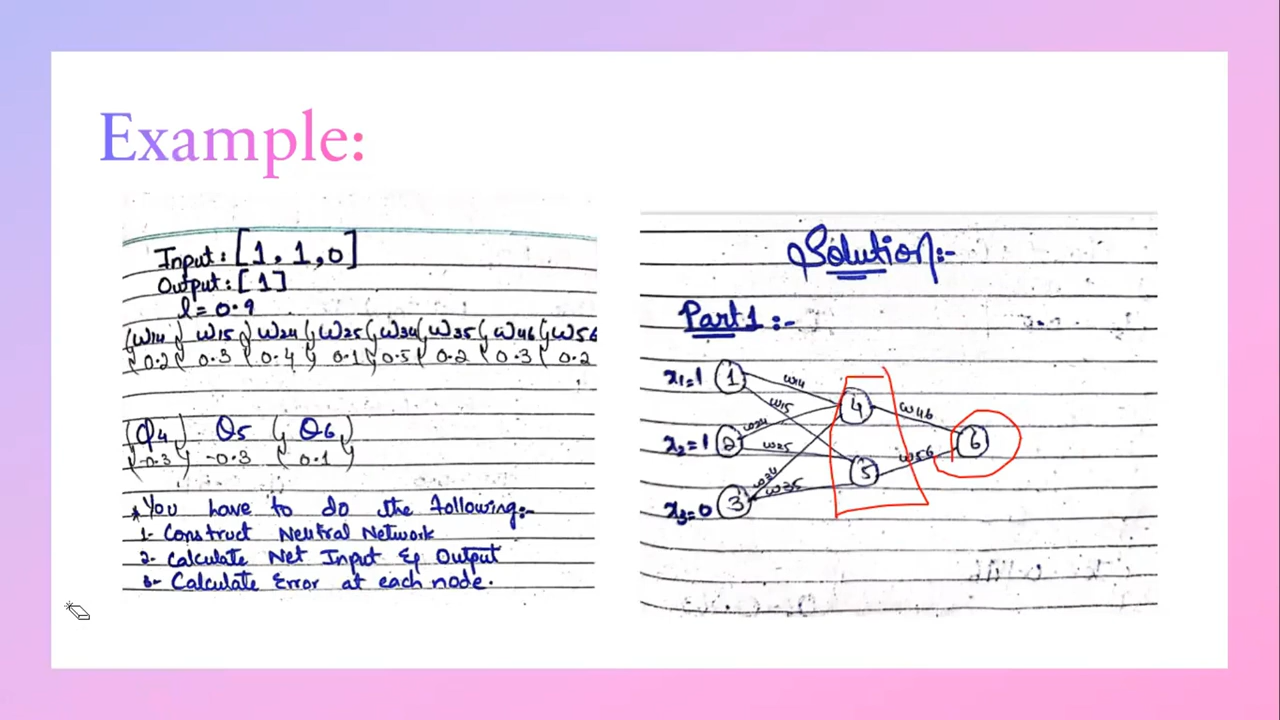 Example:
Input: [1, 1, 0]
Output: [1]
l = 0.9
w14 w15 w24 w25 w34 w35 w46 w56
0.2 0.3 0.4 0.1 0.5 0.2 0.3 0.2
θ4 θ5 θ6
-0.3 -0.3 0.1
* You have to do the following:-
1- Construct Neutral Network
2- Calculate Net Input & Output
3- Calculate Error at each node.
Solution:-
Part 1:-
x1=1 1 w14 4 w46
w15
w24 6
x2=1 2 w25 w56
5
w34
x3=0 3 w35